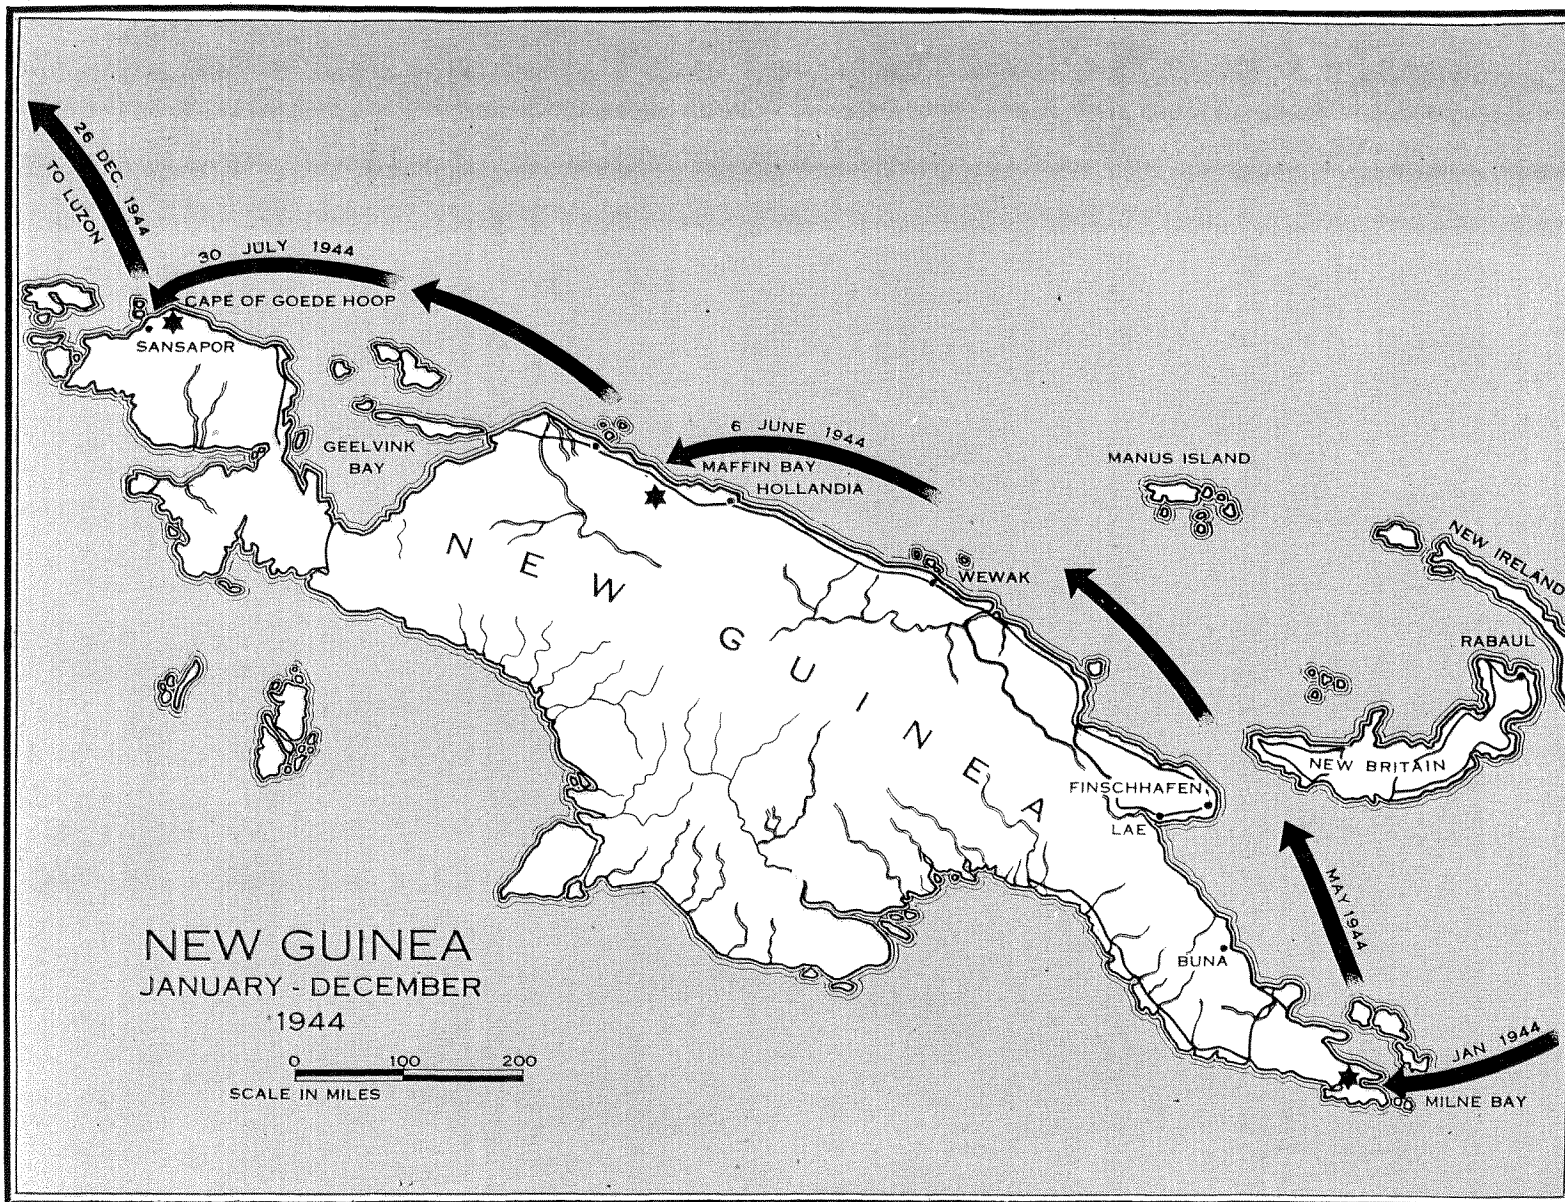 26 DEC. 1944
TO LUZON
30 JULY 1944
CAPE OF GOEDE HOOP
SANSAPOR
GEELVINK
BAY
6 JUNE 1944
MAFFIN BAY
HOLLANDIA
MANUS ISLAND
NEW IRELAND
WEWAK
RABAUL
NEW GUINEA
NEW BRITAIN
FINSCHHAFEN
LAE
MAY 1944
BUNA
JAN 1944
MILNE BAY
NEW GUINEA
JANUARY - DECEMBER
1944
0 100 200
SCALE IN MILES